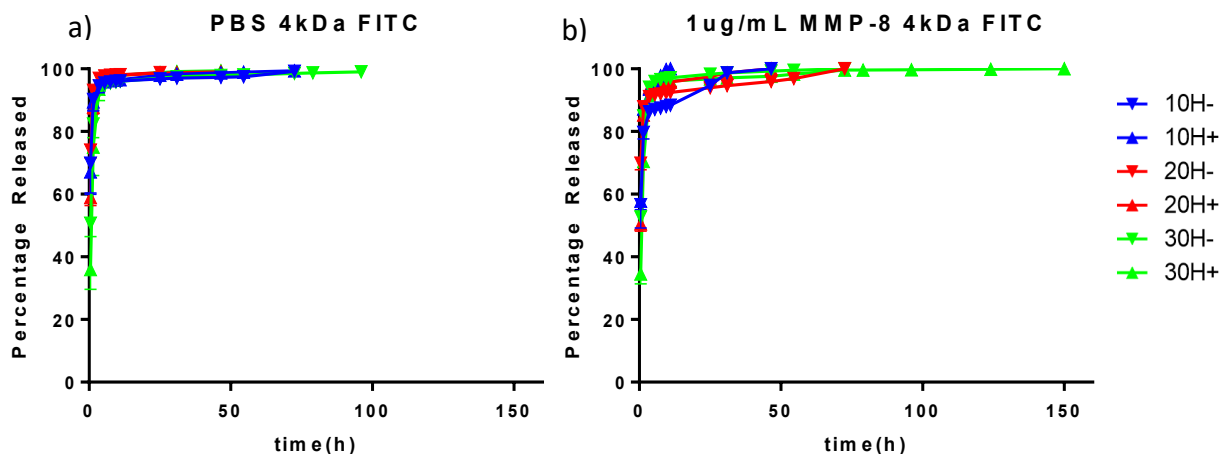 a) PBS 4kDa FITC
100
80
60
40
20
0
Percentage Released
0 50 100 150
time(h)
b) 1ug/mL MMP-8 4kDa FITC
100
80
60
40
20
0
Percentage Released
0 50 100 150
time(h)
10H-
10H+
20H-
20H+
30H-
30H+